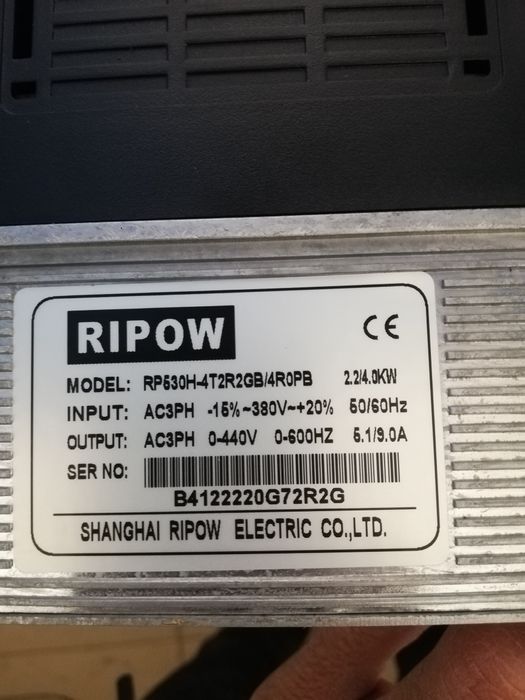 RIPOW CE
MODEL: RP530H-4T2R2GB/4R0PB 2.2/4.0KW
INPUT: AC3PH -15%~380V~+20% 50/60Hz
OUTPUT: AC3PH 0-440V 0-600HZ 5.1/9.0A
SER NO:
B4122220G72R2G
SHANGHAI RIPOW ELECTRIC CO.,LTD.